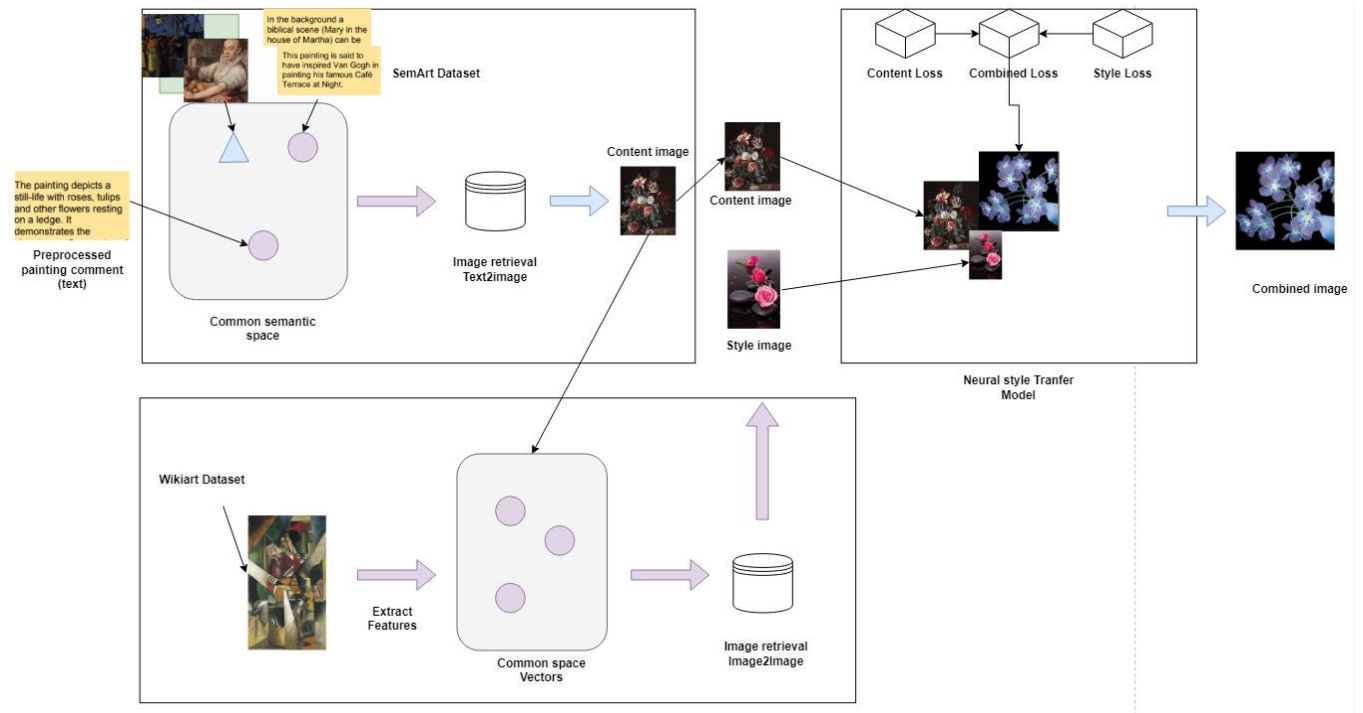 In the background a
biblical scene (Mary in the
house of Martha) can be
This painting is said to
have inspired Van Gogh in
painting his famous Café
Terrace at Night.
SemArt Dataset
Content Loss
Combined Loss
Style Loss
The painting depicts a
still-life with roses, tulips
and other flowers resting
on a ledge. It
demonstrates the
Preprocessed
painting comment
(text)
Common semantic
space
Image retrieval
Text2image
Content image
Content image
Style image
Combined image
Neural style Tranfer
Model
Wikiart Dataset
Extract
Features
Common space
Vectors
Image retrieval
Image2Image